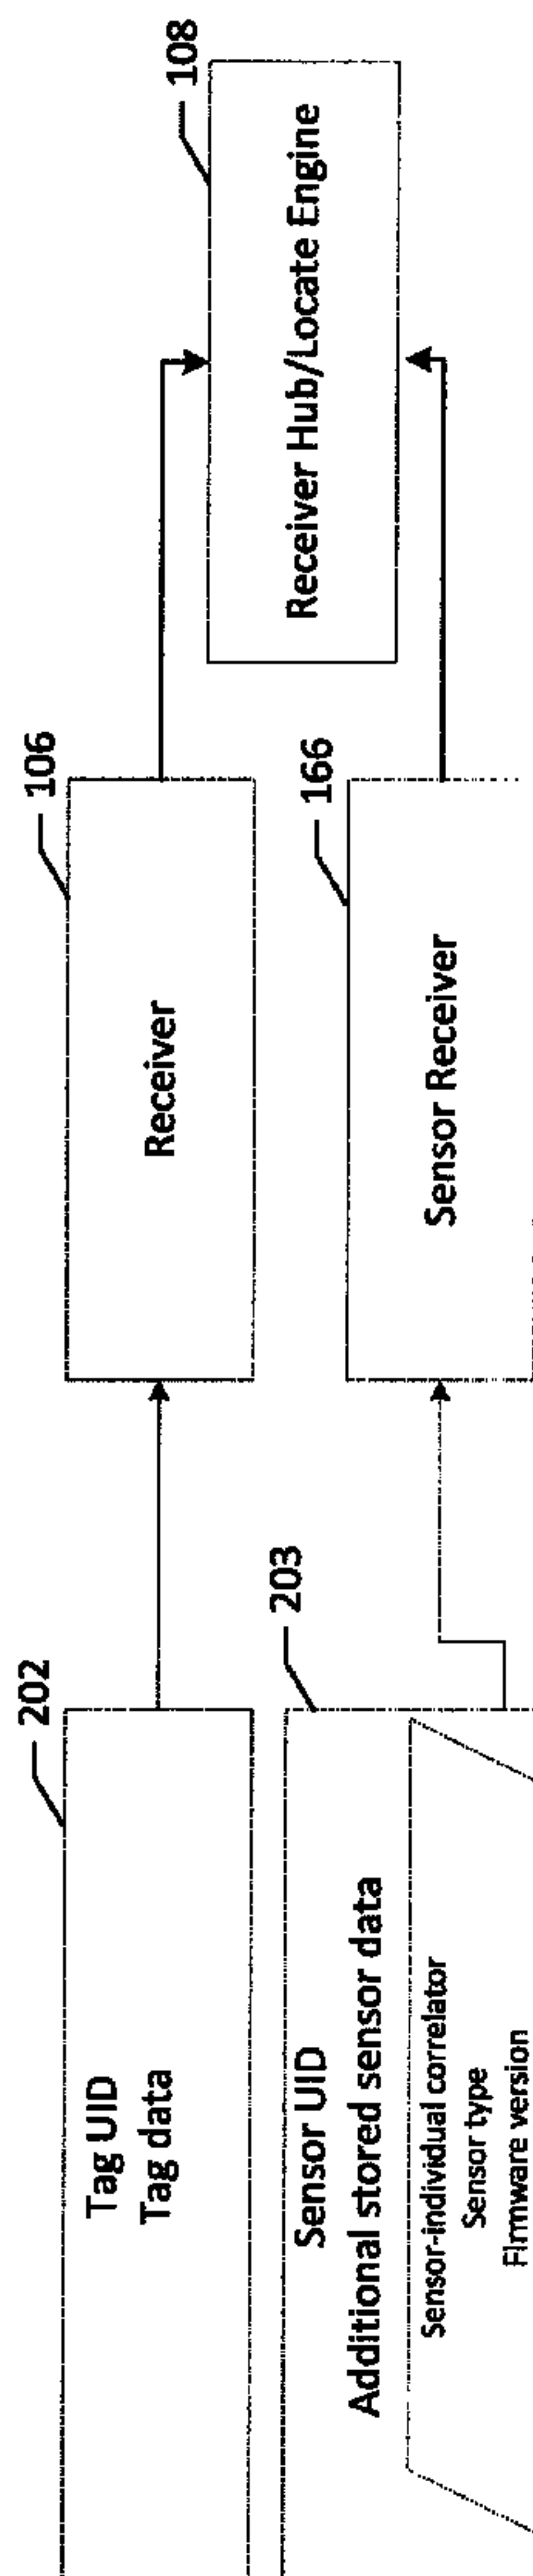 202
Tag UID
Tag data
106
Receiver
108
Receiver Hub/Locate Engine
203
Sensor UID
Additional stored sensor data
Sensor-individual correlator
Sensor type
Firmware version
166
Sensor Receiver